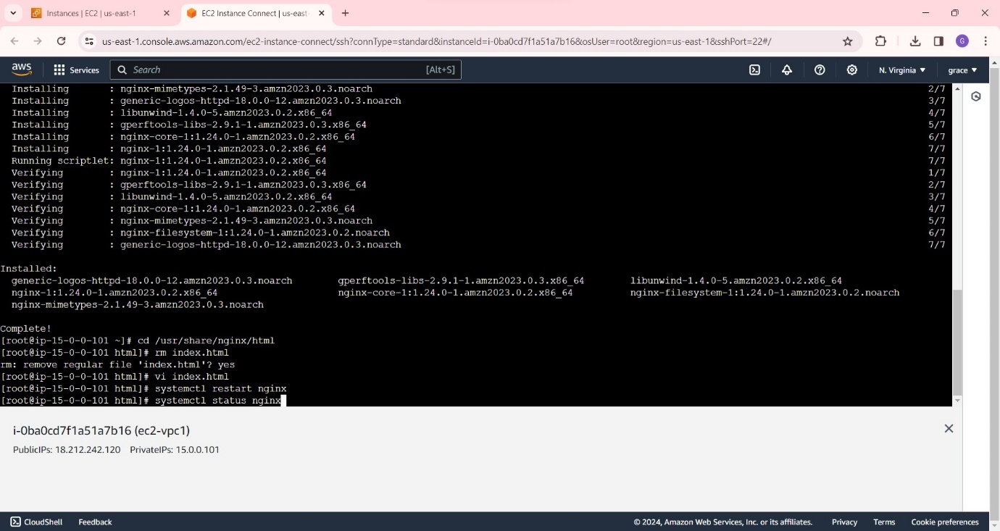 Instances | EC2 | us-east-1
EC2 Instance Connect | us-east-
us-east-1.console.aws.amazon.com/ec2-instance-connect/ssh?connType=standard&instanceId=i-0ba0cd7f1a51a7b16&osUser=root&region=us-east-1&sshPort=22#/
G
aws Services Search [Alt+S] N. Virginia ▼ grace ▼
Installing : nginx-mimetypes-2.1.49-3.amzn2023.0.3.noarch 2/7
Installing : generic-logos-httpd-18.0.0-12.amzn2023.0.3.noarch 3/7
Installing : libunwind-1.4.0-5.amzn2023.0.2.x86_64 4/7
Installing : gperftools-libs-2.9.1-1.amzn2023.0.3.x86_64 5/7
Installing : nginx-core-1:1.24.0-1.amzn2023.0.2.x86_64 6/7
Installing : nginx-1:1.24.0-1.amzn2023.0.2.x86_64 7/7
Running scriptlet: nginx-1:1.24.0-1.amzn2023.0.2.x86_64 7/7
Verifying : nginx-1:1.24.0-1.amzn2023.0.2.x86_64 1/7
Verifying : gperftools-libs-2.9.1-1.amzn2023.0.3.x86_64 2/7
Verifying : libunwind-1.4.0-5.amzn2023.0.2.x86_64 3/7
Verifying : nginx-core-1:1.24.0-1.amzn2023.0.2.x86_64 4/7
Verifying : nginx-mimetypes-2.1.49-3.amzn2023.0.3.noarch 5/7
Verifying : nginx-filesystem-1:1.24.0-1.amzn2023.0.2.noarch 6/7
Verifying : generic-logos-httpd-18.0.0-12.amzn2023.0.3.noarch 7/7
Installed:
generic-logos-httpd-18.0.0-12.amzn2023.0.3.noarch gperftools-libs-2.9.1-1.amzn2023.0.3.x86_64 libunwind-1.4.0-5.amzn2023.0.2.x86_64
nginx-1:1.24.0-1.amzn2023.0.2.x86_64 nginx-core-1:1.24.0-1.amzn2023.0.2.x86_64 nginx-filesystem-1:1.24.0-1.amzn2023.0.2.noarch
nginx-mimetypes-2.1.49-3.amzn2023.0.3.noarch
Complete!
[root@ip-15-0-0-101 ~]# cd /usr/share/nginx/html
[root@ip-15-0-0-101 html]# rm index.html
rm: remove regular file 'index.html'? yes
[root@ip-15-0-0-101 html]# vi index.html
[root@ip-15-0-0-101 html]# systemctl restart nginx
[root@ip-15-0-0-101 html]# systemctl status nginx
i-0ba0cd7f1a51a7b16 (ec2-vpc1)
PublicIPs: 18.212.242.120 PrivateIPs: 15.0.0.101
CloudShell Feedback © 2024, Amazon Web Services, Inc. or its affiliates. Privacy Terms Cookie preferences